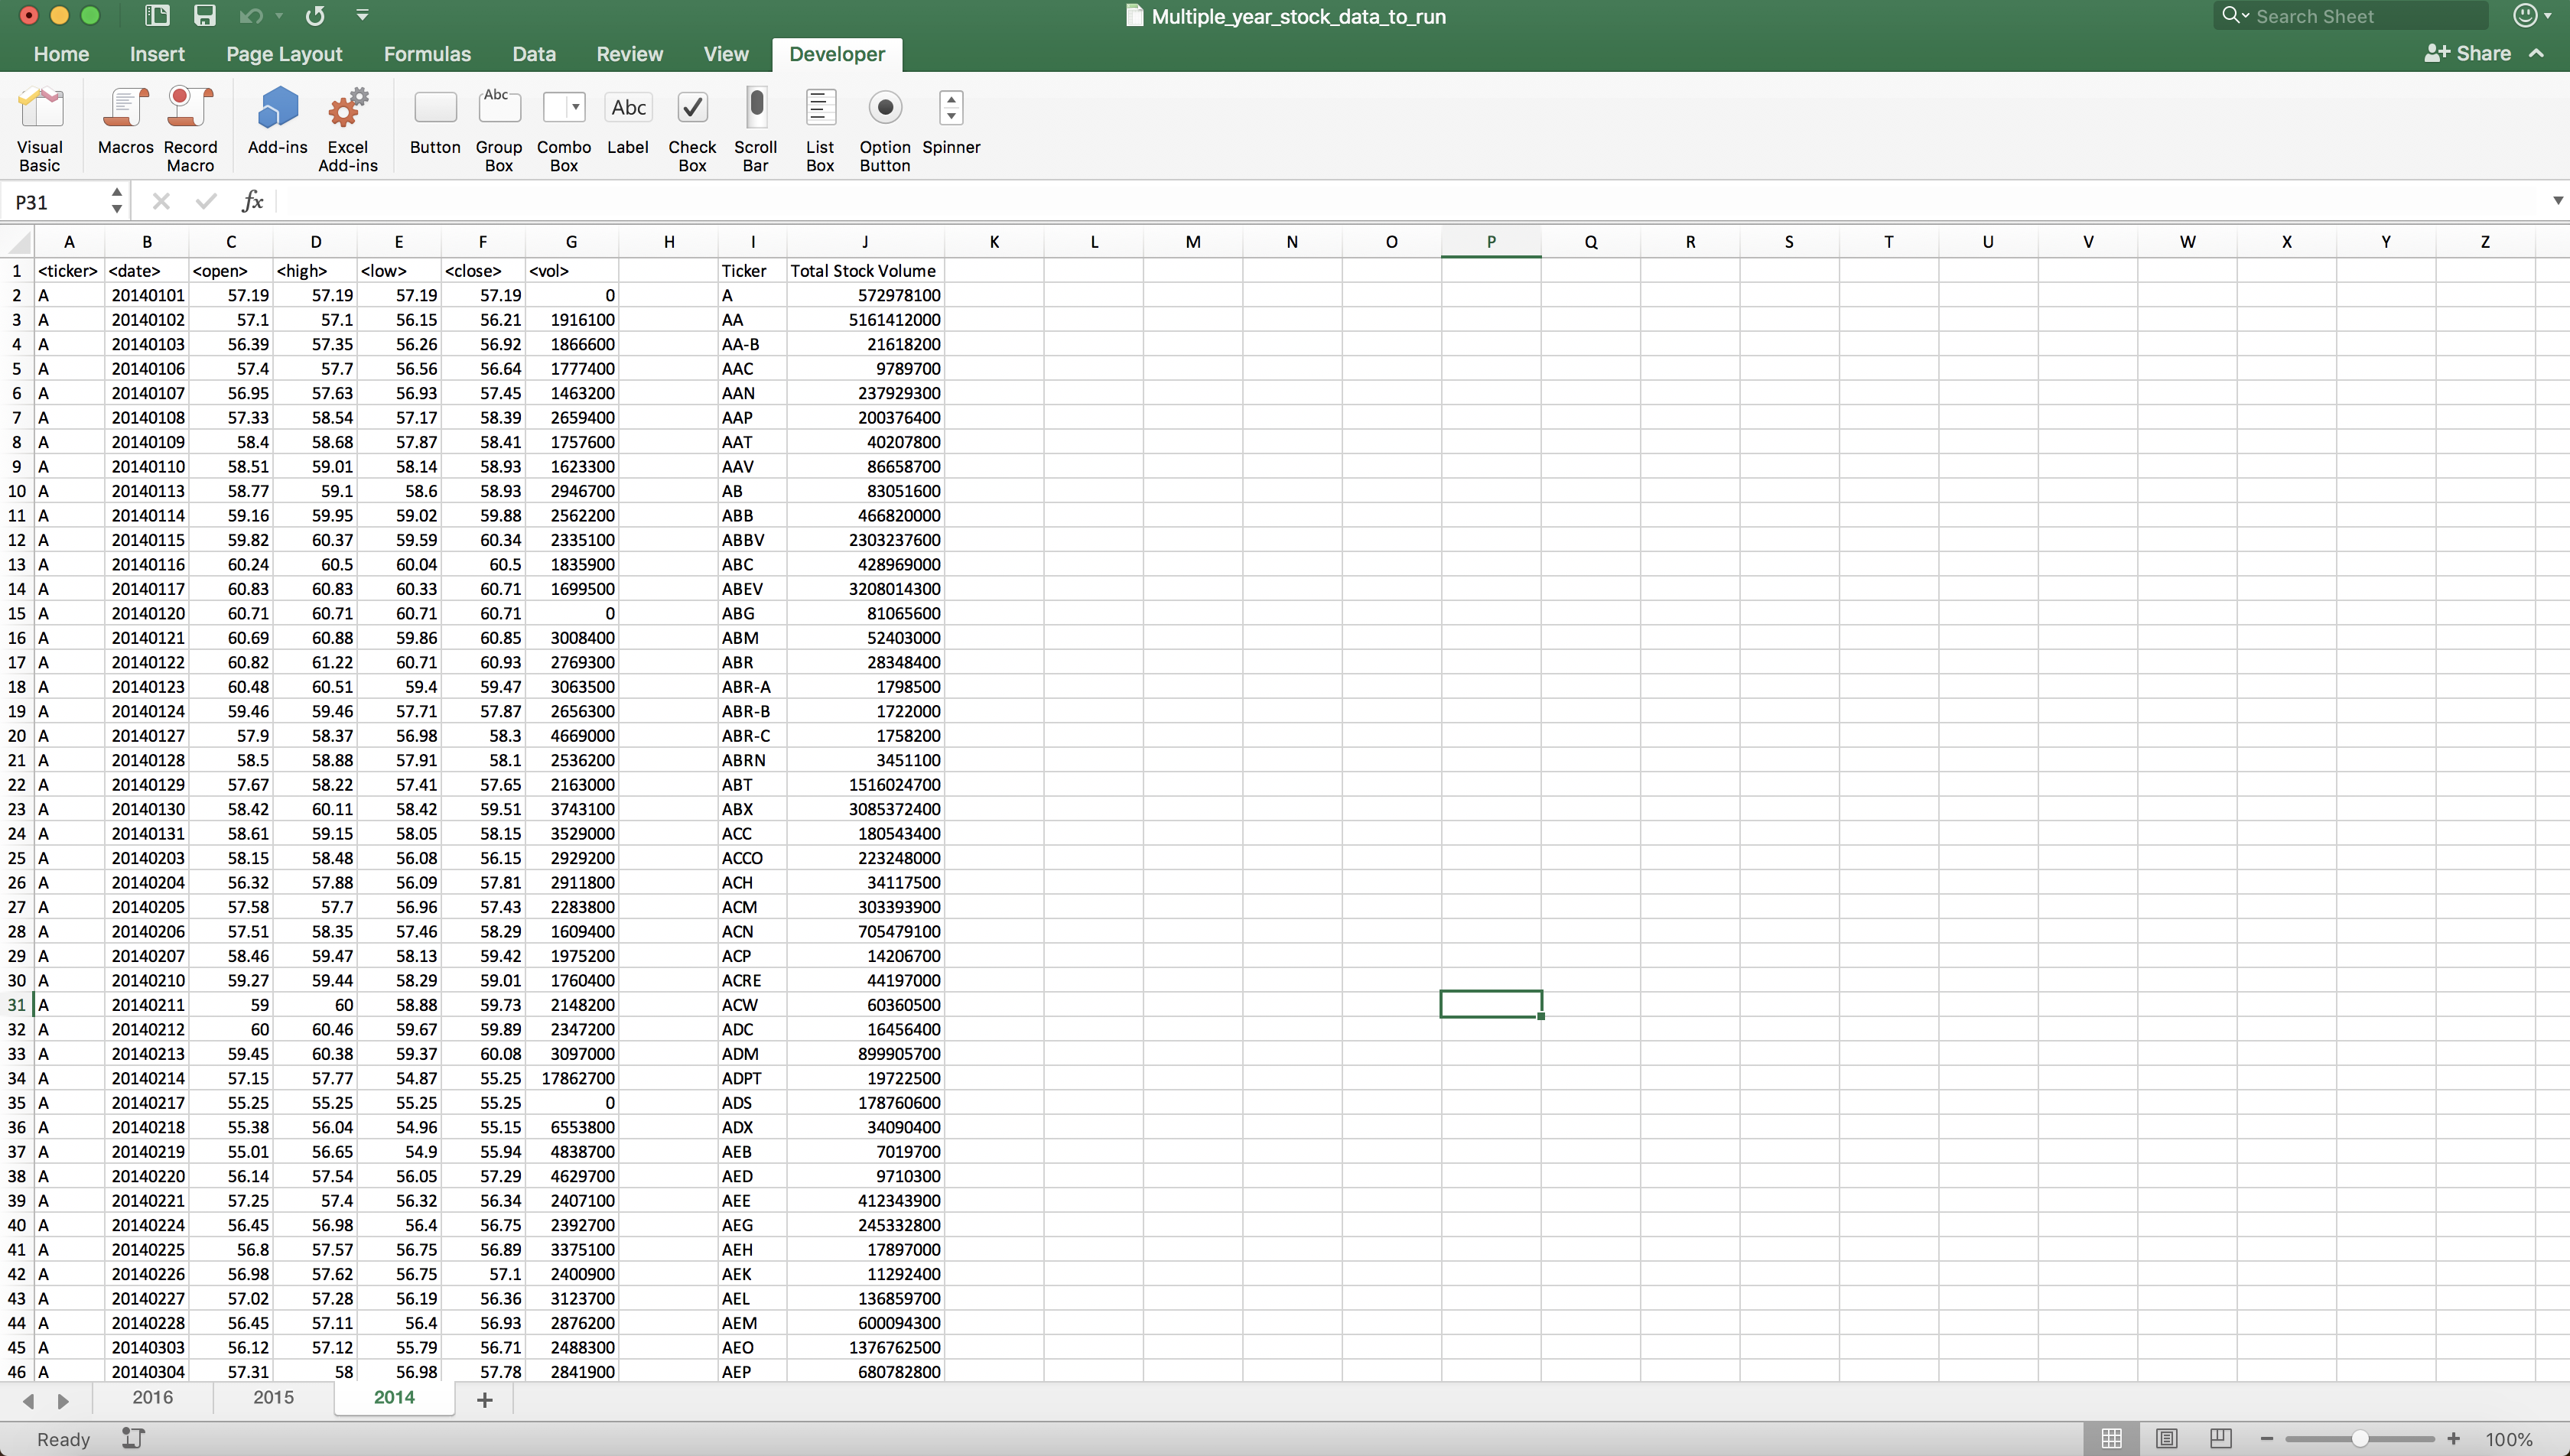 Multiple_year_stock_data_to_run
Search Sheet
Home Insert Page Layout Formulas Data Review View Developer
Share
Visual Basic Macros Record Macro Add-ins Excel Add-ins Button Group Box Combo Box Label Check Box Scroll Bar List Box Option Button Spinner
Abc Abc
P31 fx
A B C D E F G H I J K L M N O P Q R S T U V W X Y Z
1 <ticker> <date> <open> <high> <low> <close> <vol> Ticker Total Stock Volume
2 A 20140101 57.19 57.19 57.19 57.19 0 A 572978100
3 A 20140102 57.1 57.1 56.15 56.21 1916100 AA 5161412000
4 A 20140103 56.39 57.35 56.26 56.92 1866600 AA-B 21618200
5 A 20140106 57.4 57.7 56.56 56.64 1777400 AAC 9789700
6 A 20140107 56.95 57.63 56.93 57.45 1463200 AAN 237929300
7 A 20140108 57.33 58.54 57.17 58.39 2659400 AAP 200376400
8 A 20140109 58.4 58.68 57.87 58.41 1757600 AAT 40207800
9 A 20140110 58.51 59.01 58.14 58.93 1623300 AAV 86658700
10 A 20140113 58.77 59.1 58.6 58.93 2946700 AB 83051600
11 A 20140114 59.16 59.95 59.02 59.88 2562200 ABB 466820000
12 A 20140115 59.82 60.37 59.59 60.34 2335100 ABBV 2303237600
13 A 20140116 60.24 60.5 60.04 60.5 1835900 ABC 428969000
14 A 20140117 60.83 60.83 60.33 60.71 1699500 ABEV 3208014300
15 A 20140120 60.71 60.71 60.71 60.71 0 ABG 81065600
16 A 20140121 60.69 60.88 59.86 60.85 3008400 ABM 52403000
17 A 20140122 60.82 61.22 60.71 60.93 2769300 ABR 28348400
18 A 20140123 60.48 60.51 59.4 59.47 3063500 ABR-A 1798500
19 A 20140124 59.46 59.46 57.71 57.87 2656300 ABR-B 1722000
20 A 20140127 57.9 58.37 56.98 58.3 4669000 ABR-C 1758200
21 A 20140128 58.5 58.88 57.91 58.1 2536200 ABRN 3451100
22 A 20140129 57.67 58.22 57.41 57.65 2163000 ABT 1516024700
23 A 20140130 58.42 60.11 58.42 59.51 3743100 ABX 3085372400
24 A 20140131 58.61 59.15 58.05 58.15 3529000 ACC 180543400
25 A 20140203 58.15 58.48 56.08 56.15 2929200 ACCO 223248000
26 A 20140204 56.32 57.88 56.09 57.81 2911800 ACH 34117500
27 A 20140205 57.58 57.7 56.96 57.43 2283800 ACM 303393900
28 A 20140206 57.51 58.35 57.46 58.29 1609400 ACN 705479100
29 A 20140207 58.46 59.47 58.13 59.42 1975200 ACP 14206700
30 A 20140210 59.27 59.44 58.29 59.01 1760400 ACRE 44197000
31 A 20140211 59 60 58.88 59.73 2148200 ACW 60360500
32 A 20140212 60 60.46 59.67 59.89 2347200 ADC 16456400
33 A 20140213 59.45 60.38 59.37 60.08 3097000 ADM 899905700
34 A 20140214 57.15 57.77 54.87 55.25 17862700 ADPT 19722500
35 A 20140217 55.25 55.25 55.25 55.25 0 ADS 178760600
36 A 20140218 55.38 56.04 54.96 55.15 6553800 ADX 34090400
37 A 20140219 55.01 56.65 54.9 55.94 4838700 AEB 7019700
38 A 20140220 56.14 57.54 56.05 57.29 4629700 AED 9710300
39 A 20140221 57.25 57.4 56.32 56.34 2407100 AEE 412343900
40 A 20140224 56.45 56.98 56.4 56.75 2392700 AEG 245332800
41 A 20140225 56.8 57.57 56.75 56.89 3375100 AEH 17897000
42 A 20140226 56.98 57.62 56.75 57.1 2400900 AEK 11292400
43 A 20140227 57.02 57.28 56.19 56.36 3123700 AEL 136859700
44 A 20140228 56.45 57.11 56.4 56.93 2876200 AEM 600094300
45 A 20140303 56.12 57.12 55.79 56.71 2488300 AEO 1376762500
46 A 20140304 57.31 58 56.98 57.78 2841900 AEP 680782800
2016 2015 2014 +
Ready 100%